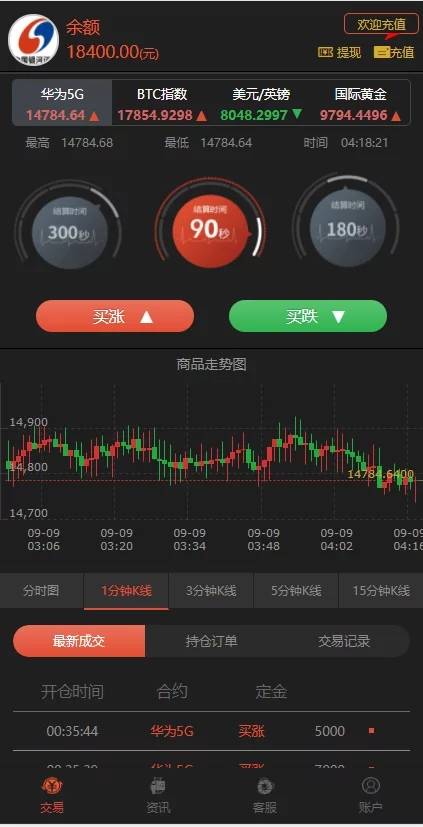 余额
欢迎充值
18400.00(元)
提现 充值
华为5G BTC指数 美元/英镑 国际黄金
14784.64 17854.9298 8048.2997 9794.4496
最高 14784.68 最低 14784.64 时间 04:18:21
结算时间 结算时间 结算时间
300秒 90秒 180秒
买涨 ▲ 买跌 ▼
商品走势图
14,900
14,800
14784.6400
14,700
09-09 09-09 09-09 09-09 09-09 09-09
03:06 03:20 03:34 03:48 04:02 04:16
分时图 1分钟K线 3分钟K线 5分钟K线 15分钟K线
最新成交 持仓订单 交易记录
开仓时间 合约 定金
00:35:44 华为5G 买涨 5000
交易 资讯 客服 账户